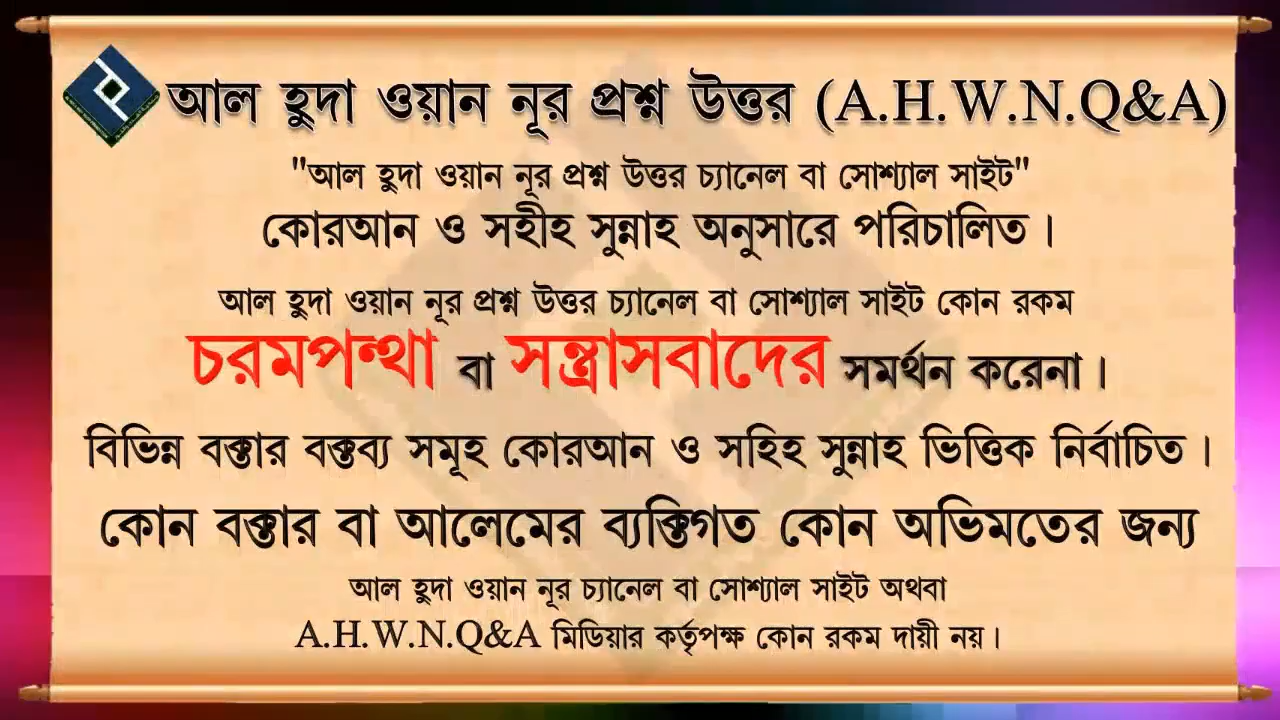 আল হুদা ওয়ান নূর প্রশ্ন উত্তর (A.H.W.N.Q&A)
"আল হুদা ওয়ান নূর প্রশ্ন উত্তর চ্যানেল বা সোশ্যাল সাইট"
কোরআন ও সহীহ সুন্নাহ অনুসারে পরিচালিত।
আল হুদা ওয়ান নূর প্রশ্ন উত্তর চ্যানেল বা সোশ্যাল সাইট কোন রকম
চরমপন্থা বা সন্ত্রাসবাদের সমর্থন করেনা।
বিভিন্ন বক্তার বক্তব্য সমূহ কোরআন ও সহিহ সুন্নাহ ভিত্তিক নির্বাচিত।
কোন বক্তার বা আলেমের ব্যক্তিগত কোন অভিমতের জন্য
আল হুদা ওয়ান নূর চ্যানেল বা সোশ্যাল সাইট অথবা
A.H.W.N.Q&A মিডিয়ার কর্তৃপক্ষ কোন রকম দায়ী নয়।